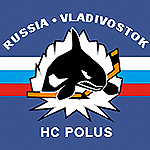 RUSSIA • VLADIVOSTOK
HC POLUS